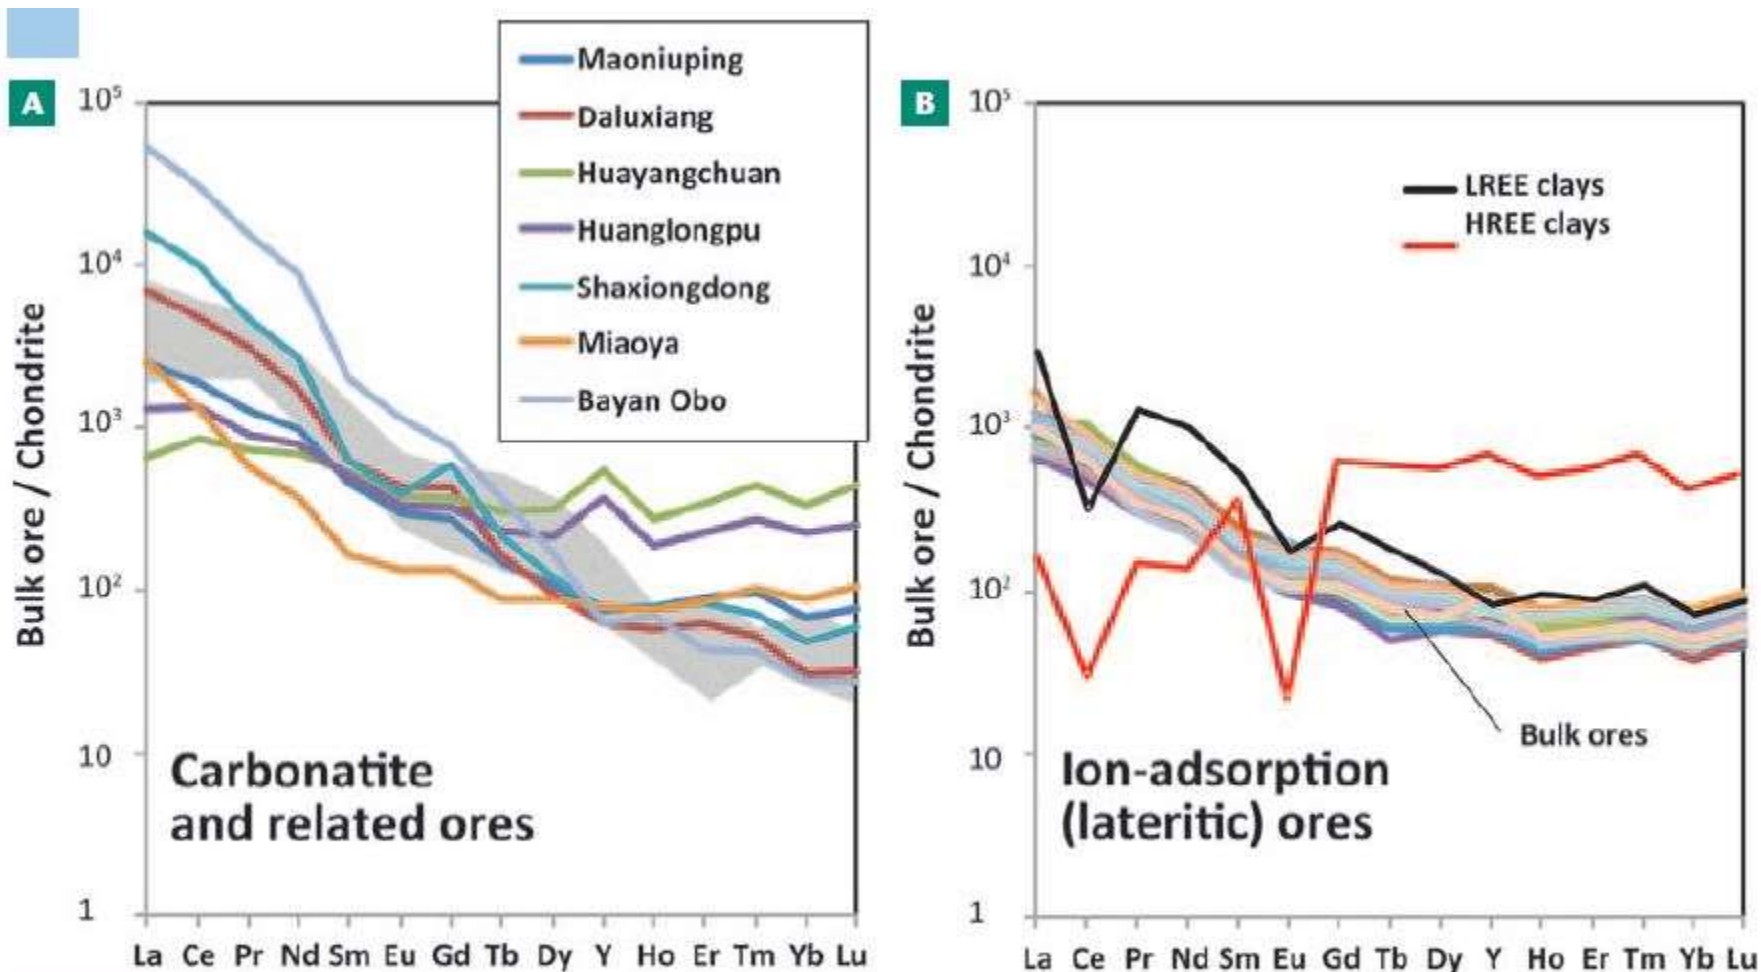 A
Bulk ore / Chondrite
10⁵
10⁴
10³
10²
10
1
Maoniuping
Daluxiang
Huayangchuan
Huanglongpu
Shaxiongdong
Miaoya
Bayan Obo
Carbonatite
and related ores
La Ce Pr Nd Sm Eu Gd Tb Dy Y Ho Er Tm Yb Lu
B
Bulk ore / Chondrite
10⁵
10⁴
10³
10²
10
1
LREE clays
HREE clays
Bulk ores
Ion-adsorption
(lateritic) ores
La Ce Pr Nd Sm Eu Gd Tb Dy Y Ho Er Tm Yb Lu